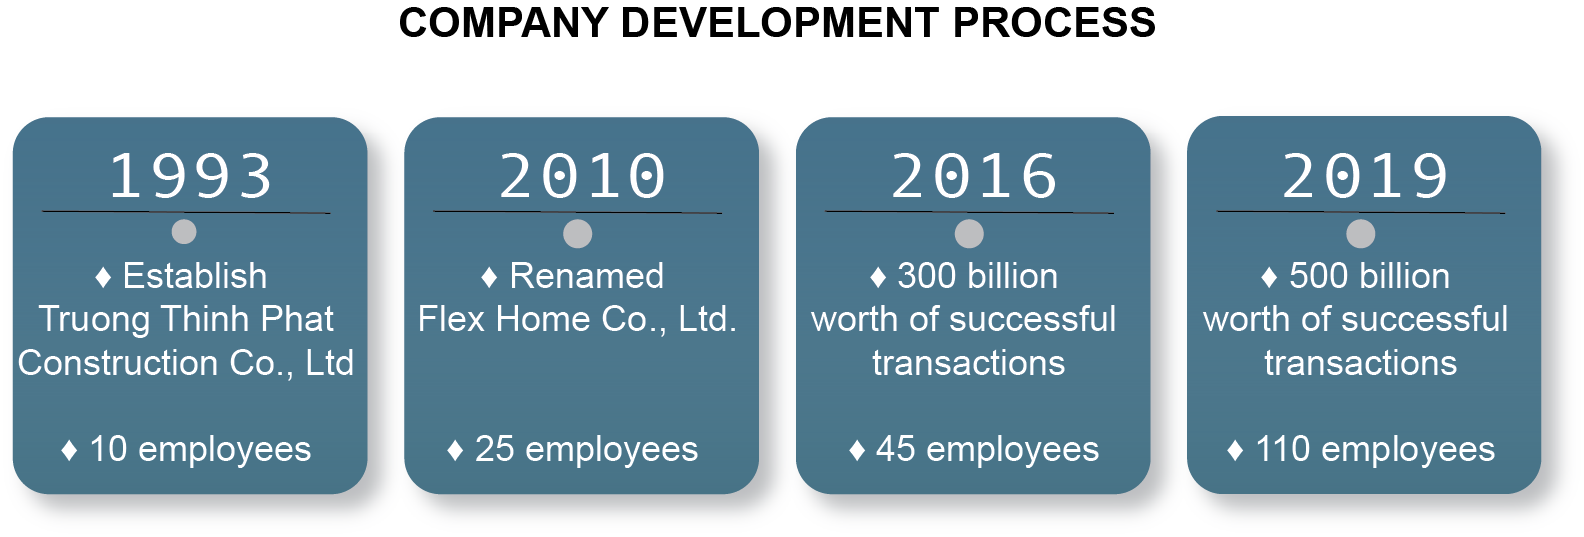 COMPANY DEVELOPMENT PROCESS
1993
♦ Establish
Truong Thinh Phat
Construction Co., Ltd
♦ 10 employees
2010
♦ Renamed
Flex Home Co., Ltd.
♦ 25 employees
2016
♦ 300 billion
worth of successful
transactions
♦ 45 employees
2019
♦ 500 billion
worth of successful
transactions
♦ 110 employees